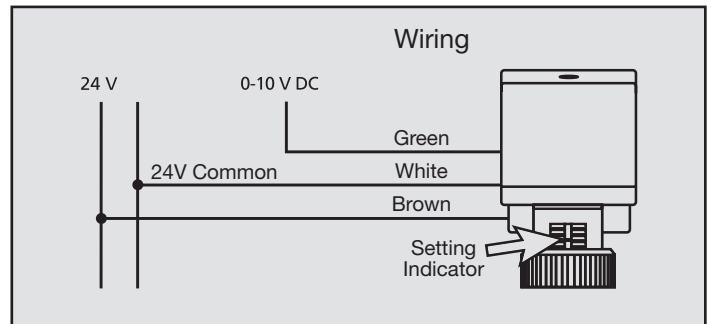 Wiring
24 V
0-10 V DC
Green
24V Common
White
Brown
Setting
Indicator